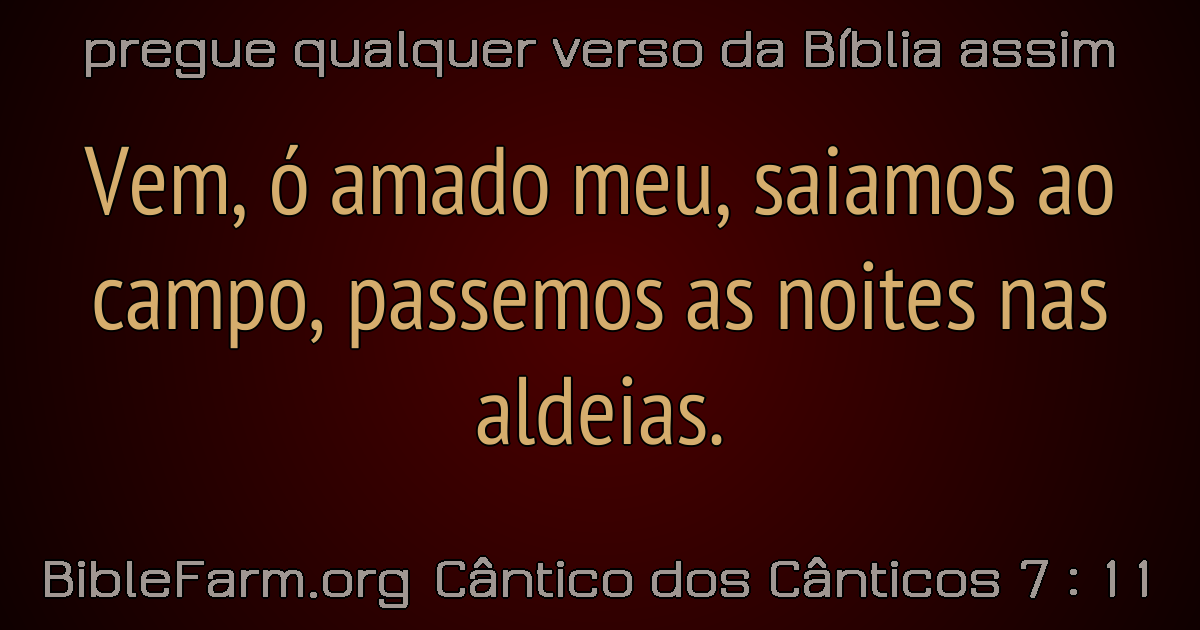 pregue qualquer verso da Bíblia assim
Vem, ó amado meu, saiamos ao
campo, passemos as noites nas
aldeias.
BibleFarm.org Cântico dos Cânticos 7 : 11